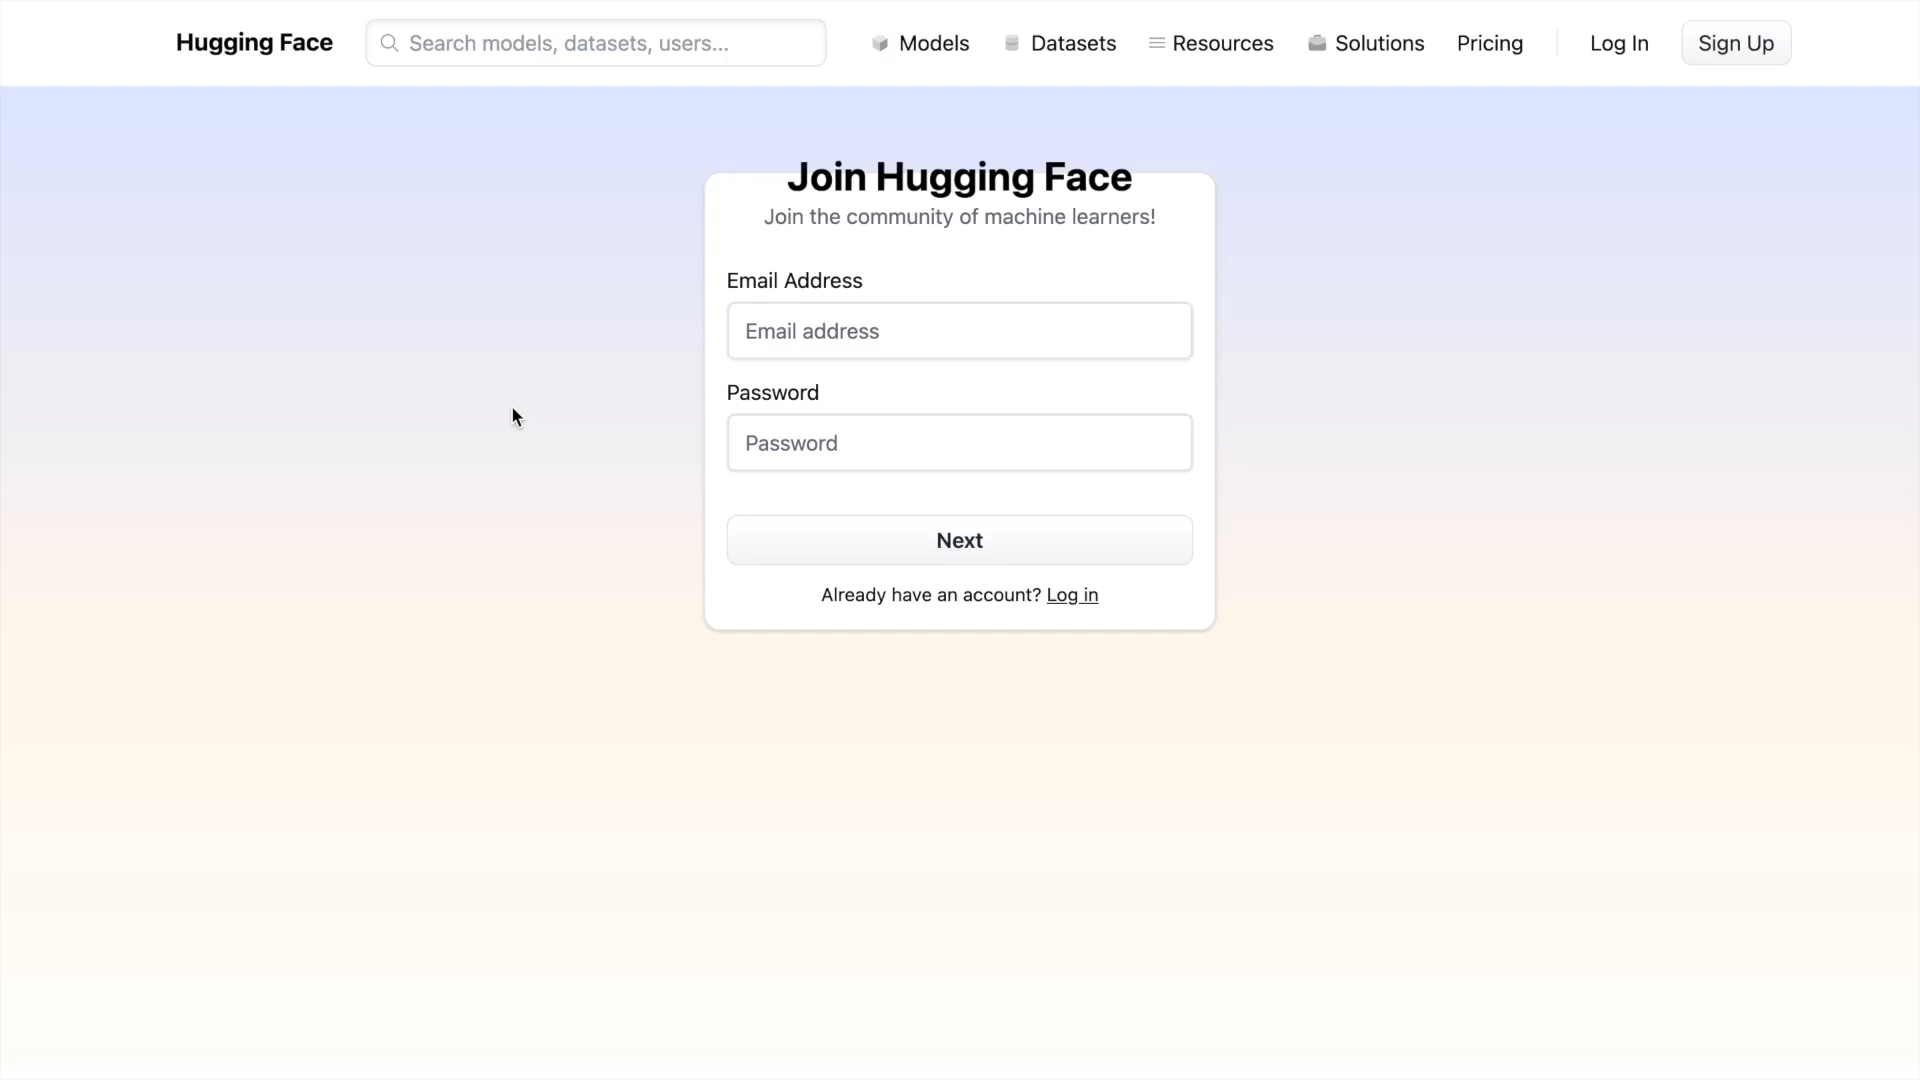 Hugging Face
Search models, datasets, users...
Models
Datasets
Resources
Solutions
Pricing
Log In
Sign Up
Join Hugging Face
Join the community of machine learners!
Email Address
Email address
Password
Password
Next
Already have an account? Log in